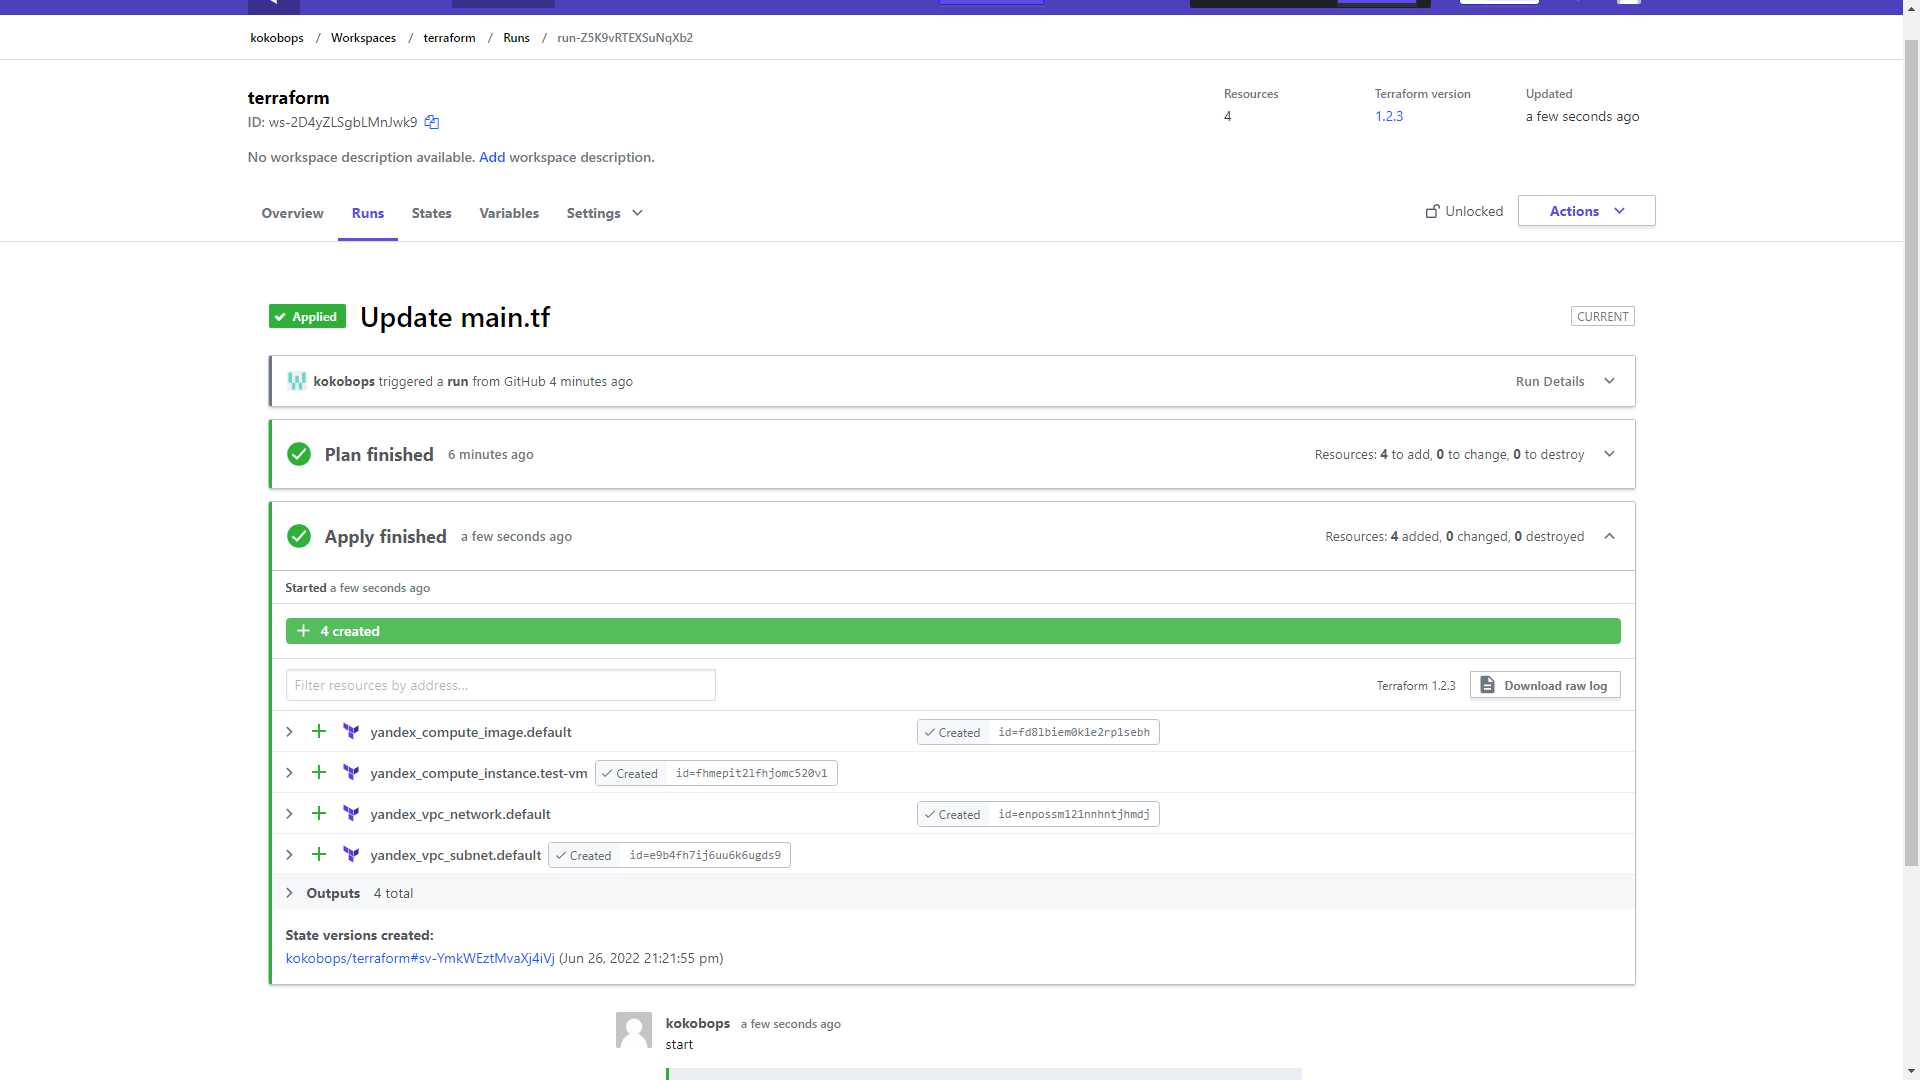 kokobops / Workspaces / terraform / Runs / run-Z5K9vRTEXSuNqXb2
terraform
ID: ws-2D4yZLSgbLMnJwk9
No workspace description available. Add workspace description.
Resources
4
Terraform version
1.2.3
Updated
a few seconds ago
Overview Runs States Variables Settings
Unlocked
Actions
Applied
Update main.tf
CURRENT
kokobops triggered a run from GitHub 4 minutes ago
Run Details
Plan finished 6 minutes ago
Resources: 4 to add, 0 to change, 0 to destroy
Apply finished a few seconds ago
Resources: 4 added, 0 changed, 0 destroyed
Started a few seconds ago
+ 4 created
Filter resources by address...
Terraform 1.2.3
Download raw log
yandex_compute_image.default Created id=fd8lbiem0k1e2rp1sebh
yandex_compute_instance.test-vm Created id=fhmepit2lfhjomc520v1
yandex_vpc_network.default Created id=enpossm121nnhntjhmdj
yandex_vpc_subnet.default Created id=e9b4fh7ij6uu6k6ugds9
Outputs 4 total
State versions created:
kokobops/terraform#sv-YmkWEztMvaXj4iVj (Jun 26, 2022 21:21:55 pm)
kokobops a few seconds ago
start